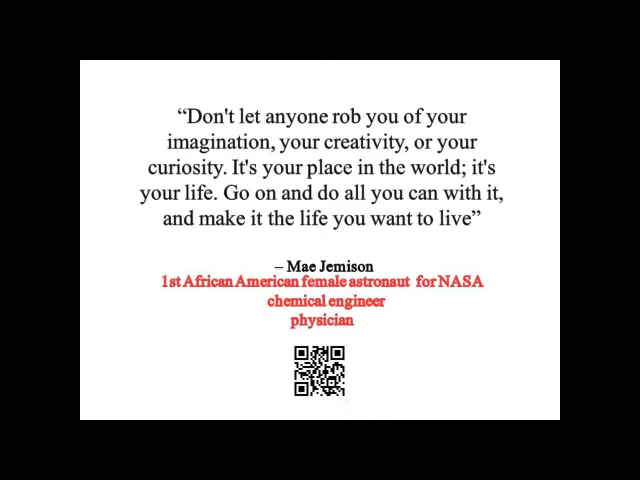 “Don't let anyone rob you of your
imagination, your creativity, or your
curiosity. It's your place in the world; it's
your life. Go on and do all you can with it,
and make it the life you want to live”
– Mae Jemison
1st African American female astronaut for NASA
chemical engineer
physician